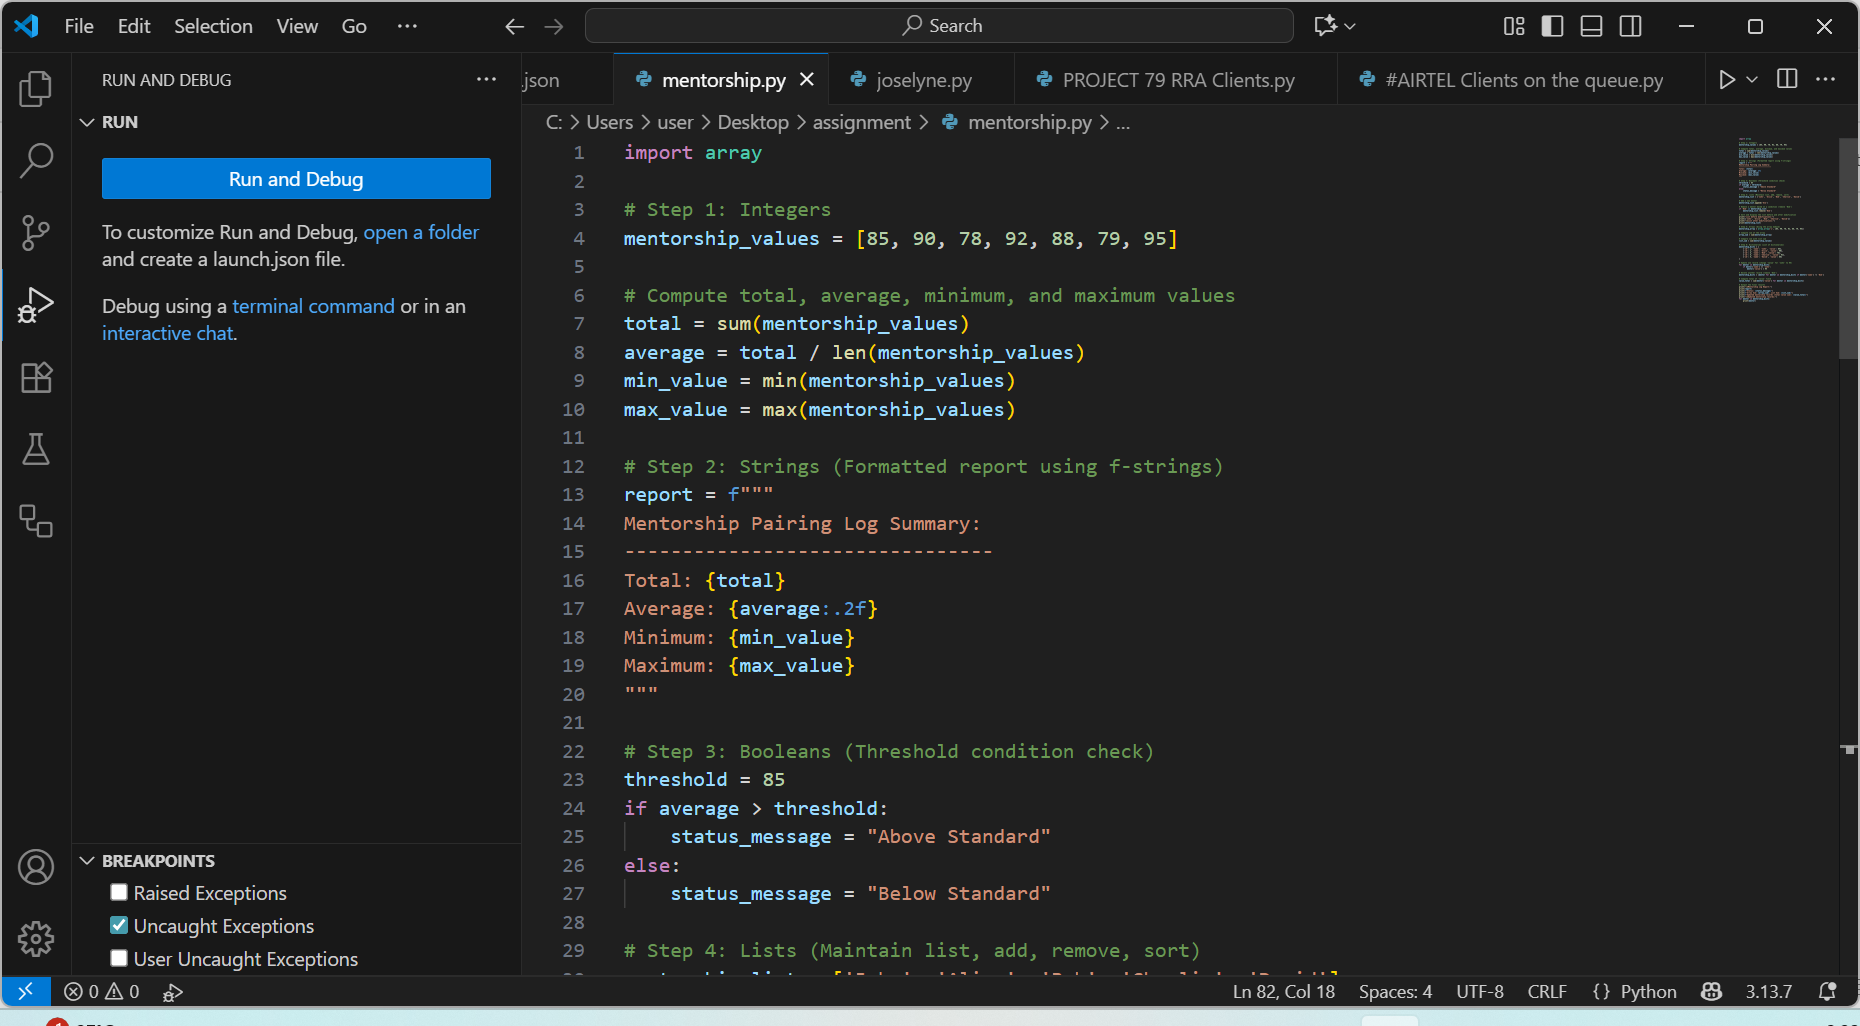 File Edit Selection View Go ··· Search
RUN AND DEBUG ···
.json mentorship.py joselyne.py PROJECT 79 RRA Clients.py #AIRTEL Clients on the queue.py
RUN
Run and Debug
To customize Run and Debug, open a folder
and create a launch.json file.
Debug using a terminal command or in an
interactive chat.
C: > Users > user > Desktop > assignment > mentorship.py > ...
1 import array
2
3 # Step 1: Integers
4 mentorship_values = [85, 90, 78, 92, 88, 79, 95]
5
6 # Compute total, average, minimum, and maximum values
7 total = sum(mentorship_values)
8 average = total / len(mentorship_values)
9 min_value = min(mentorship_values)
10 max_value = max(mentorship_values)
11
12 # Step 2: Strings (Formatted report using f-strings)
13 report = f"""
14 Mentorship Pairing Log Summary:
15 --------------------------------
16 Total: {total}
17 Average: {average:.2f}
18 Minimum: {min_value}
19 Maximum: {max_value}
20 """
21
22 # Step 3: Booleans (Threshold condition check)
23 threshold = 85
24 if average > threshold:
25     status_message = "Above Standard"
26 else:
27     status_message = "Below Standard"
28
29 # Step 4: Lists (Maintain list, add, remove, sort)
BREAKPOINTS
Raised Exceptions
Uncaught Exceptions
User Uncaught Exceptions
0 0 Ln 82, Col 18 Spaces: 4 UTF-8 CRLF {} Python 3.13.7